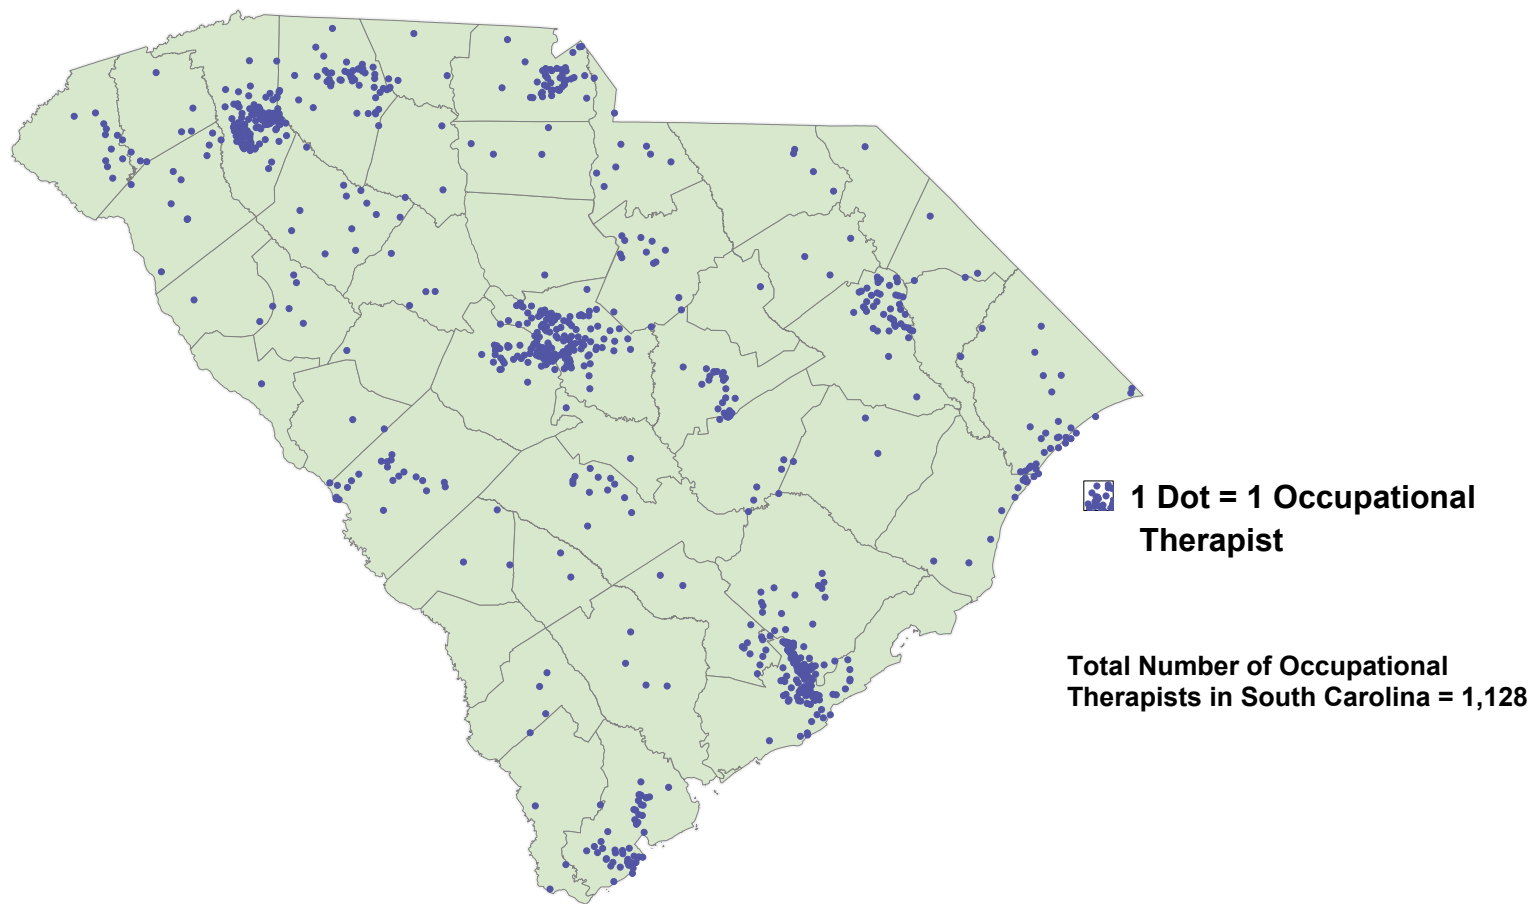 1 Dot = 1 Occupational
Therapist
Total Number of Occupational
Therapists in South Carolina = 1,128